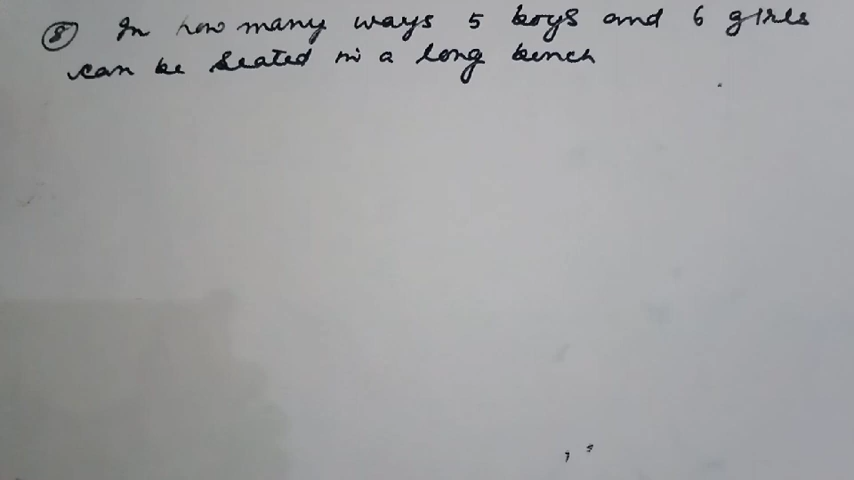 ⑧ In how many ways 5 boys and 6 girls
can be seated in a long bench